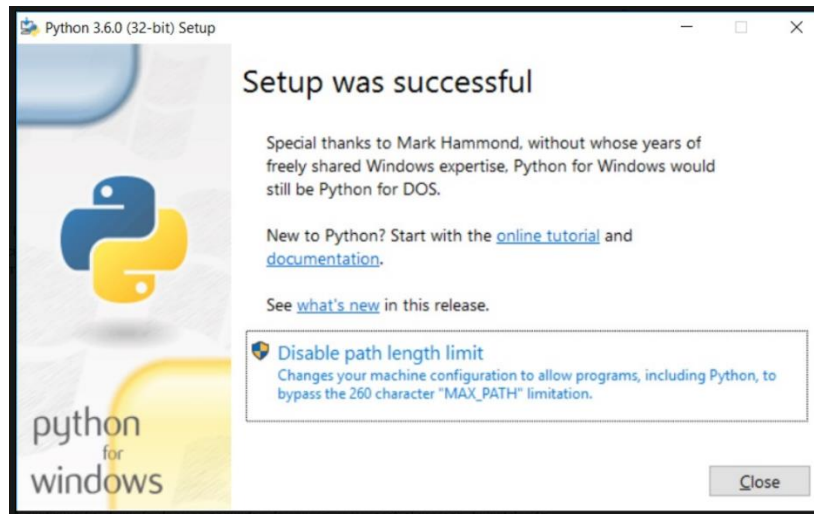 Python 3.6.0 (32-bit) Setup
Setup was successful
Special thanks to Mark Hammond, without whose years of
freely shared Windows expertise, Python for Windows would
still be Python for DOS.
New to Python? Start with the online tutorial and
documentation.
See what's new in this release.
Disable path length limit
Changes your machine configuration to allow programs, including Python, to
bypass the 260 character "MAX_PATH" limitation.
python
for
windows
Close